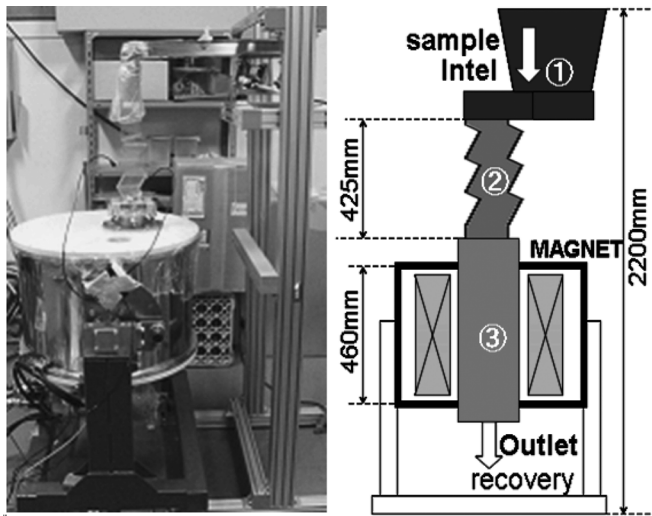 sample
Intel
①
425mm
②
MAGNET
2200mm
460mm
③
Outlet
recovery